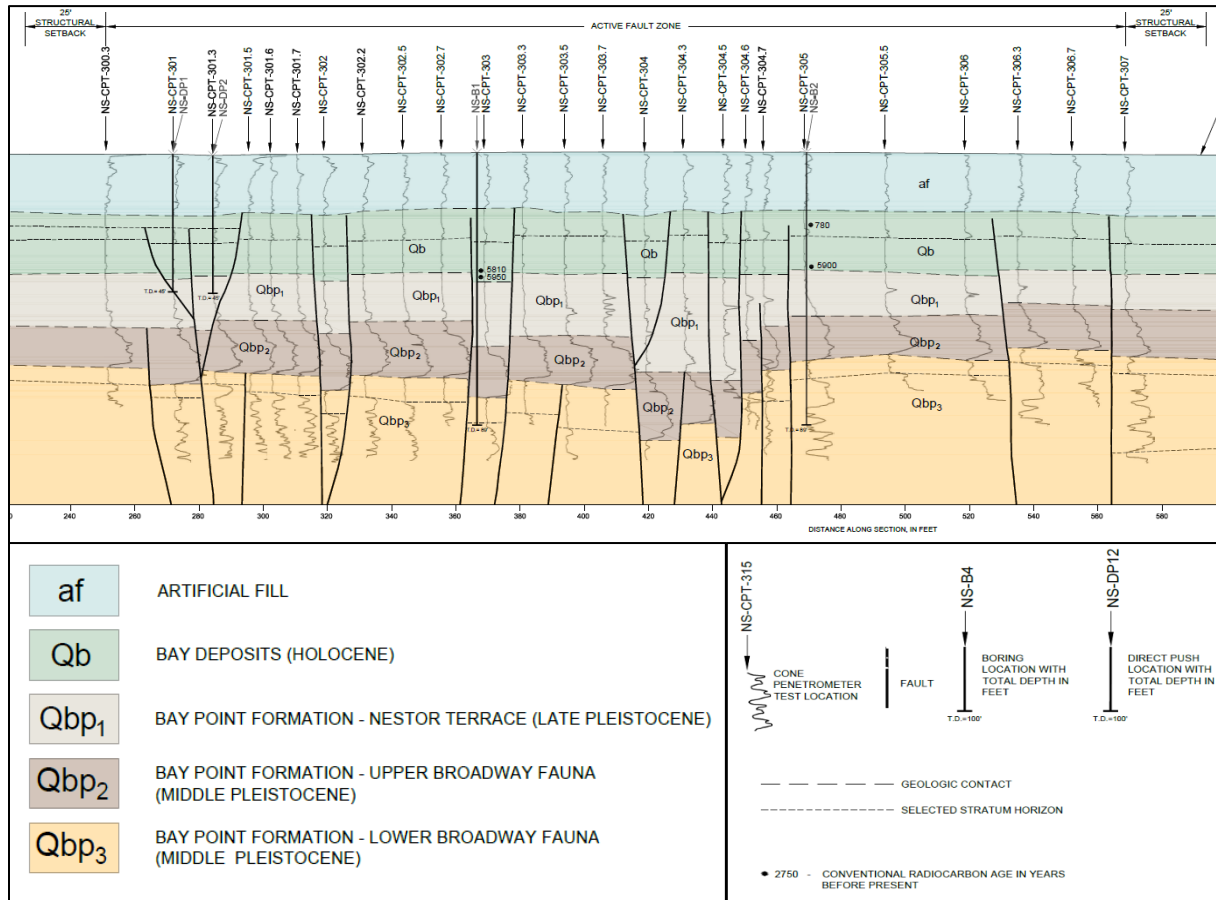 25'
STRUCTURAL
SETBACK
ACTIVE FAULT ZONE
25'
STRUCTURAL
SETBACK
NS-CPT-300.3
NS-CPT-301
NS-DP1
NS-CPT-301.3
NS-DP2
NS-CPT-301.5
NS-CPT-301.6
NS-CPT-301.7
NS-CPT-302
NS-CPT-302.2
NS-CPT-302.5
NS-CPT-302.7
NS-B1
NS-CPT-303
NS-CPT-303.3
NS-CPT-303.5
NS-CPT-303.7
NS-CPT-304
NS-CPT-304.3
NS-CPT-304.5
NS-CPT-304.6
NS-CPT-304.7
NS-CPT-305
NS-B2
NS-CPT-305.5
NS-CPT-306
NS-CPT-306.3
NS-CPT-306.7
NS-CPT-307
af
780
Qb
Qb
5810
5950
5900
T.D.= 45'
T.D.= 45'
Qbp1
Qbp1
Qbp1
Qbp1
Qbp1
Qbp2
Qbp2
Qbp2
Qbp2
Qbp2
Qbp3
Qbp3
Qbp3
T.D.= 89'
T.D.= 89'
240 260 280 300 320 340 360 380 400 420 440 460 480 500 520 540 560 580
DISTANCE ALONG SECTION, IN FEET
af ARTIFICIAL FILL
Qb BAY DEPOSITS (HOLOCENE)
Qbp1 BAY POINT FORMATION - NESTOR TERRACE (LATE PLEISTOCENE)
Qbp2 BAY POINT FORMATION - UPPER BROADWAY FAUNA
(MIDDLE PLEISTOCENE)
Qbp3 BAY POINT FORMATION - LOWER BROADWAY FAUNA
(MIDDLE PLEISTOCENE)
NS-CPT-315
CONE
PENETROMETER
TEST LOCATION
FAULT
NS-B4
BORING
LOCATION WITH
TOTAL DEPTH IN
FEET
T.D.=100'
NS-DP12
DIRECT PUSH
LOCATION WITH
TOTAL DEPTH IN
FEET
T.D.=100'
GEOLOGIC CONTACT
SELECTED STRATUM HORIZON
2750 - CONVENTIONAL RADIOCARBON AGE IN YEARS
BEFORE PRESENT